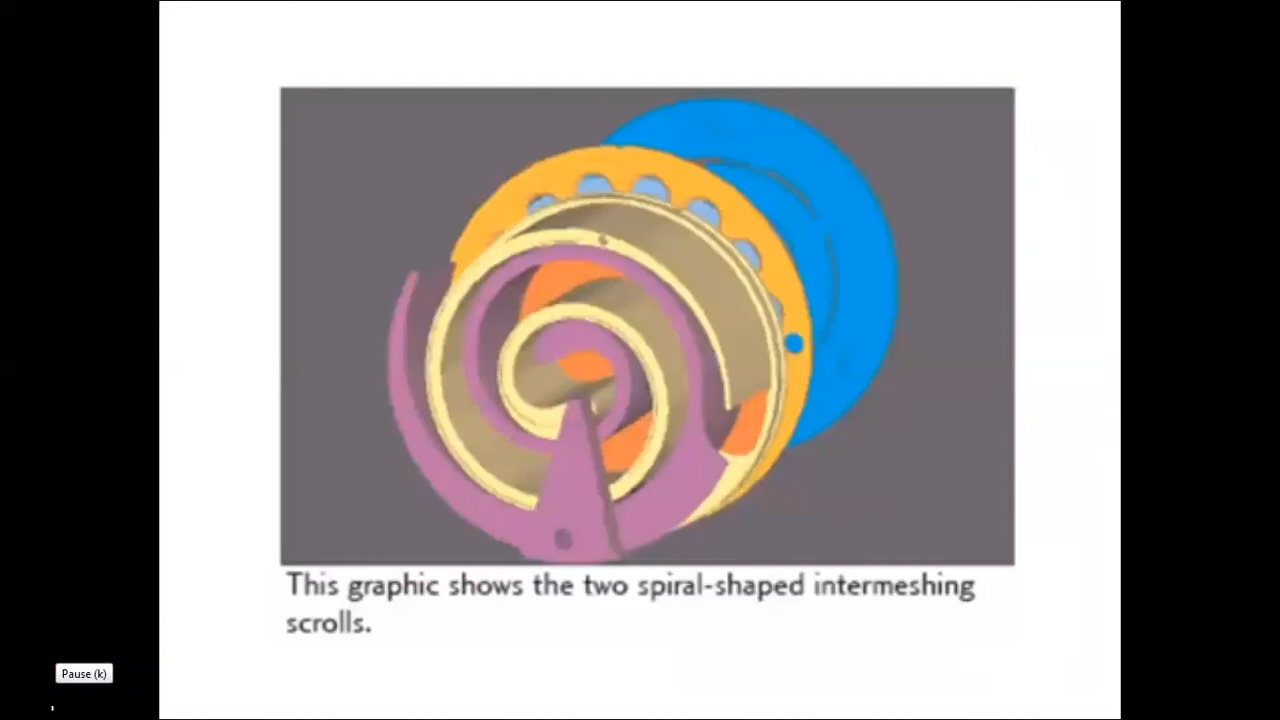 This graphic shows the two spiral-shaped intermeshing
scrolls.
Pause (k)